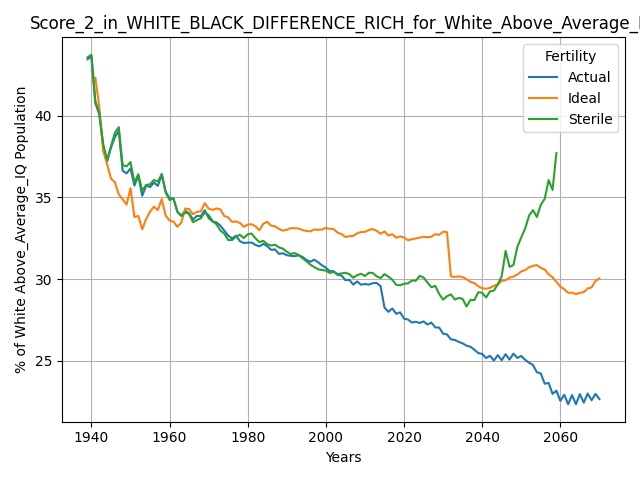 Score_2_in_WHITE_BLACK_DIFFERENCE_RICH_for_White_Above_Average_
Fertility
Actual
Ideal
Sterile
% of White Above_Average_IQ Population
40
35
30
25
1940
1960
1980
2000
2020
2040
2060
Years